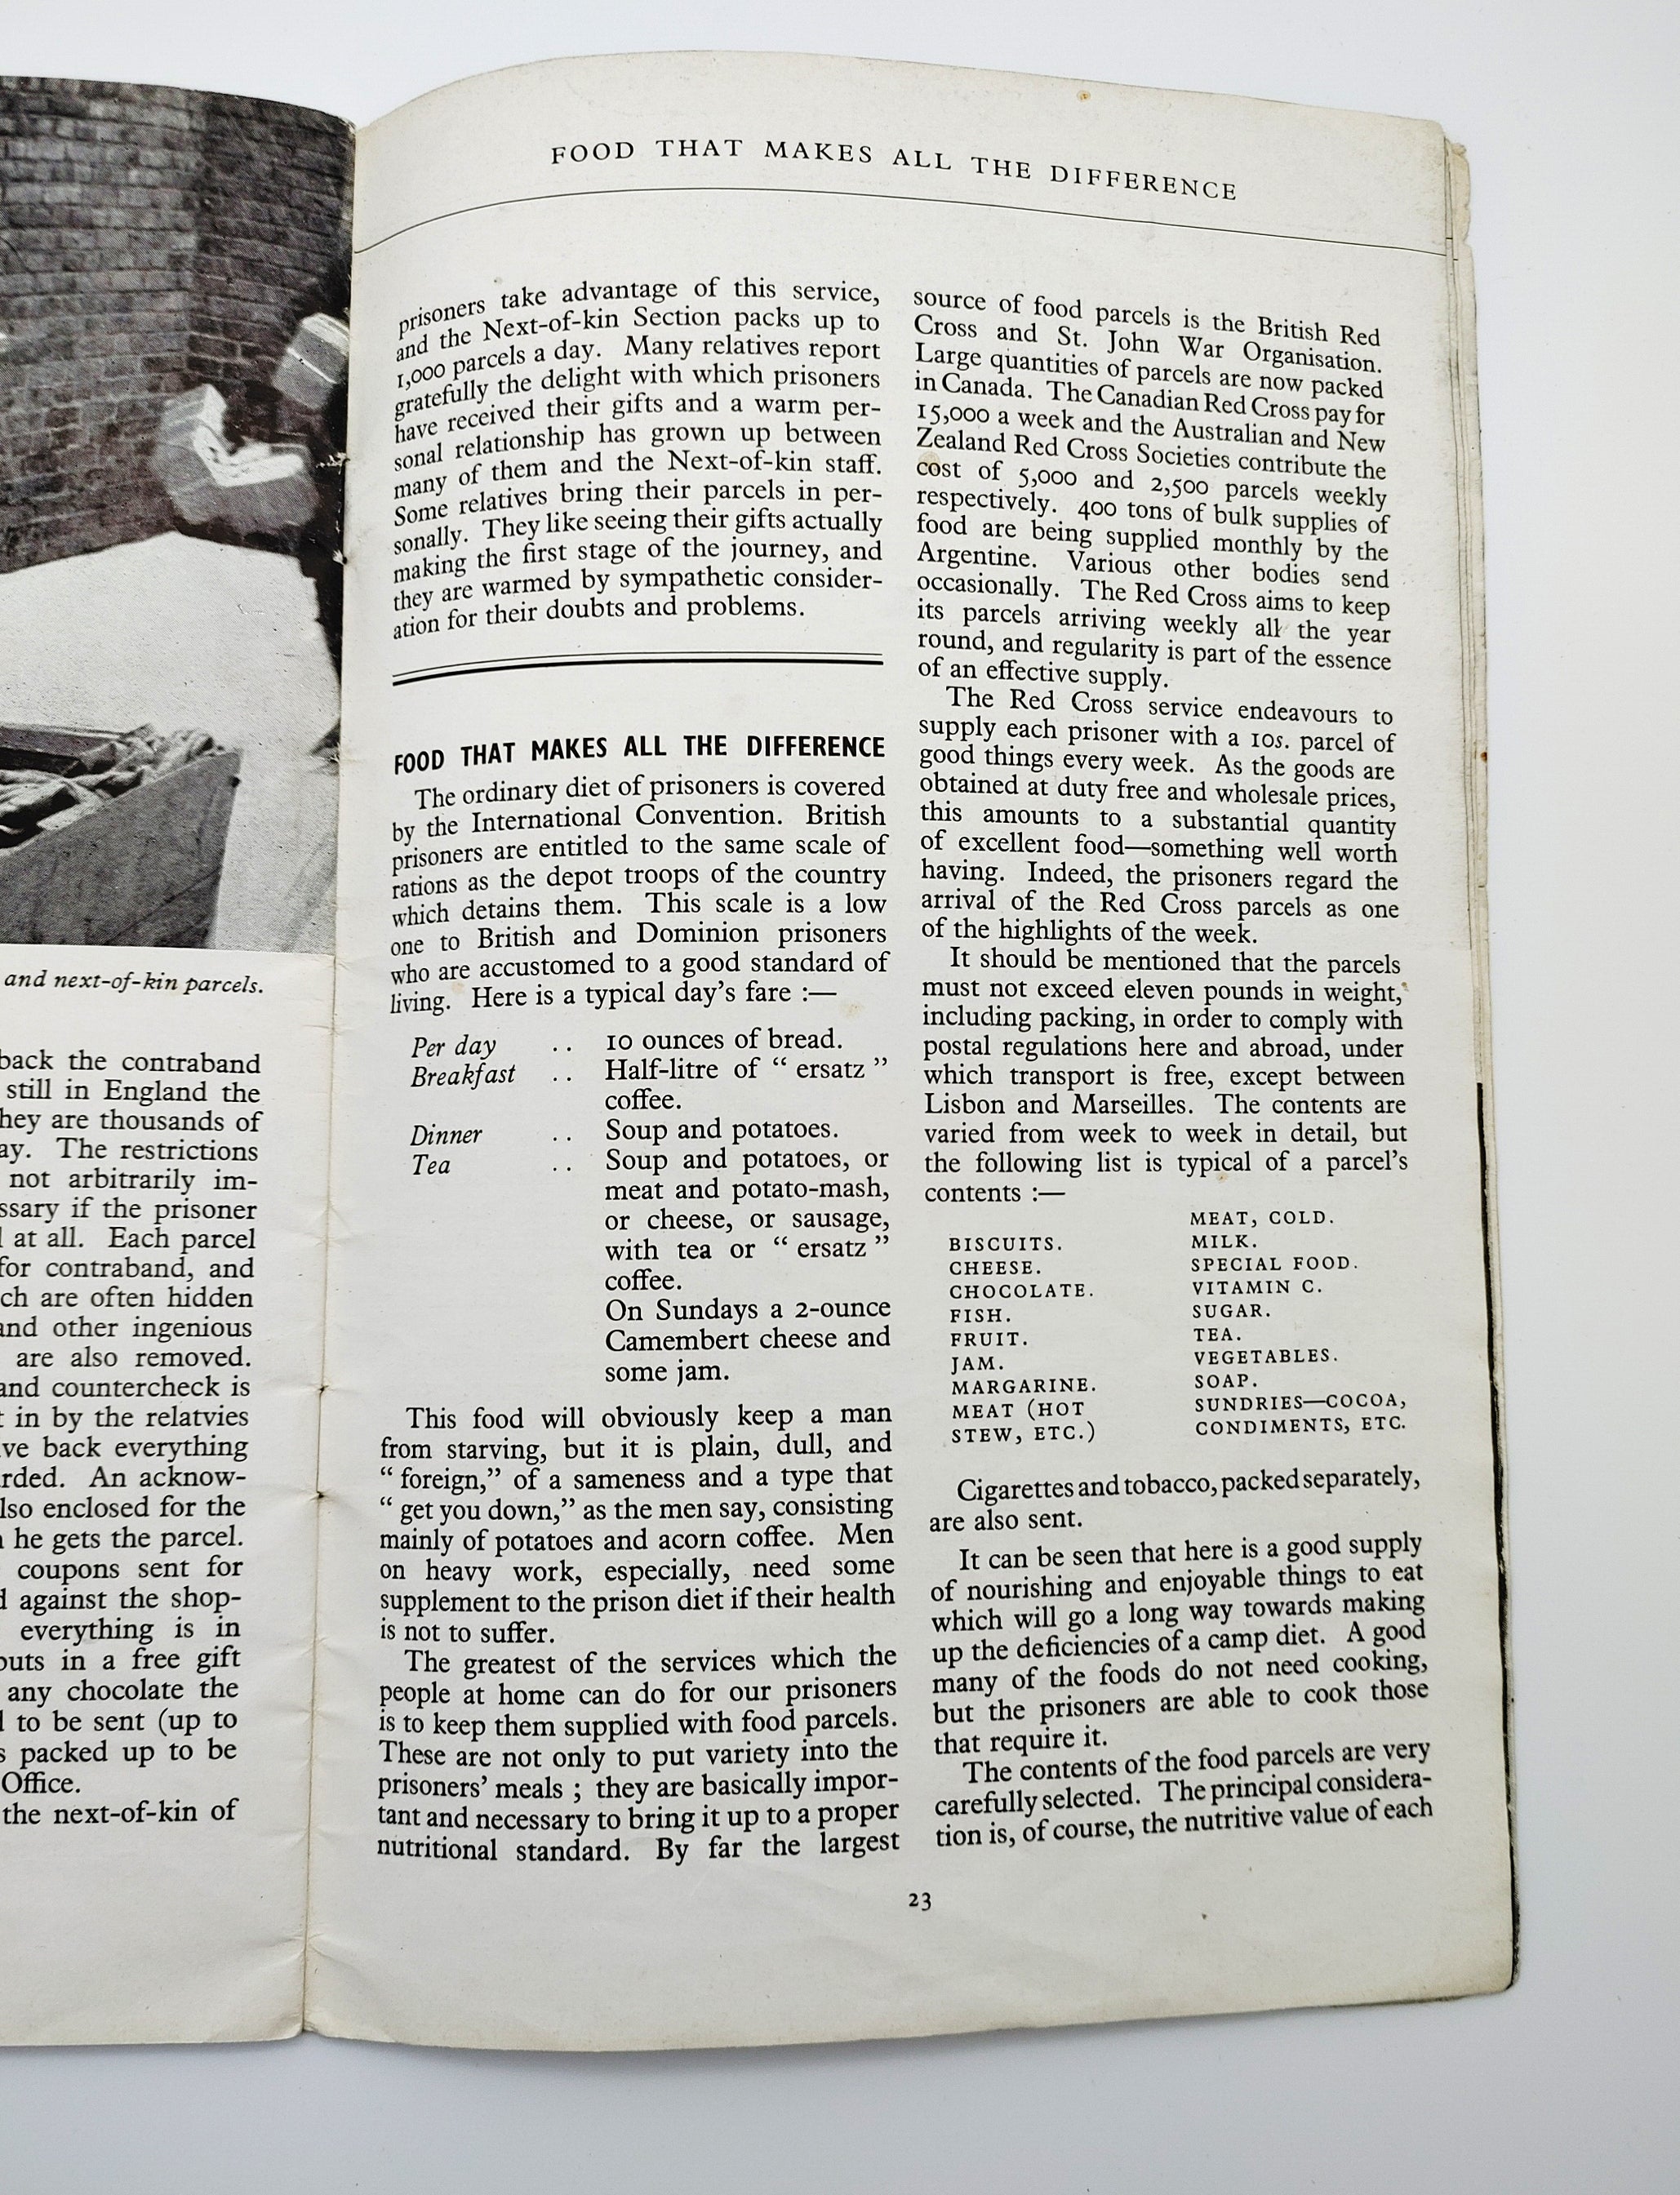 and next-of-kin parcels.
back the contraband
still in England the
they are thousands of
The restrictions
not arbitrarily im-
if the prisoner
at all. Each parcel
for contraband, and
are often hidden
and other ingenious
are also removed.
and countercheck is
in by the relatvies
back everything
An acknow-
enclosed for the
he gets the parcel.
coupons sent for
against the shop-
everything is in
in a free gift
any chocolate the
to be sent (up to
packed up to be
Office.
the next-of-kin of
FOOD THAT MAKES ALL THE DIFFERENCE
prisoners take advantage of this service,
and the Next-of-kin Section packs up to
1,000 parcels a day. Many relatives report
gratefully the delight with which prisoners
have received their gifts and a warm per-
sonal relationship has grown up between
many of them and the Next-of-kin staff.
Some relatives bring their parcels in per-
sonally. They like seeing their gifts actually
making the first stage of the journey, and
they are warmed by sympathetic consider-
ation for their doubts and problems.
FOOD THAT MAKES ALL THE DIFFERENCE
The ordinary diet of prisoners is covered
by the International Convention. British
prisoners are entitled to the same scale of
rations as the depot troops of the country
which detains them. This scale is a low
one to British and Dominion prisoners
who are accustomed to a good standard of
living. Here is a typical day's fare :—
Per day .. 10 ounces of bread.
Breakfast .. Half-litre of “ ersatz ”
coffee.
Dinner .. Soup and potatoes.
Tea .. Soup and potatoes, or
meat and potato-mash,
or cheese, or sausage,
with tea or “ ersatz ”
coffee.
On Sundays a 2-ounce
Camembert cheese and
some jam.
This food will obviously keep a man
from starving, but it is plain, dull, and
“ foreign,” of a sameness and a type that
“ get you down,” as the men say, consisting
mainly of potatoes and acorn coffee. Men
on heavy work, especially, need some
supplement to the prison diet if their health
is not to suffer.
The greatest of the services which the
people at home can do for our prisoners
is to keep them supplied with food parcels.
These are not only to put variety into the
prisoners' meals ; they are basically impor-
tant and necessary to bring it up to a proper
nutritional standard. By far the largest
source of food parcels is the British Red
Cross and St. John War Organisation.
Large quantities of parcels are now packed
in Canada. The Canadian Red Cross pay for
15,000 a week and the Australian and New
Zealand Red Cross Societies contribute the
cost of 5,000 and 2,500 parcels weekly
respectively. 400 tons of bulk supplies of
food are being supplied monthly by the
Argentine. Various other bodies send
occasionally. The Red Cross aims to keep
its parcels arriving weekly all the year
round, and regularity is part of the essence
of an effective supply.
The Red Cross service endeavours to
supply each prisoner with a 10s. parcel of
good things every week. As the goods are
obtained at duty free and wholesale prices,
this amounts to a substantial quantity
of excellent food—something well worth
having. Indeed, the prisoners regard the
arrival of the Red Cross parcels as one
of the highlights of the week.
It should be mentioned that the parcels
must not exceed eleven pounds in weight,
including packing, in order to comply with
postal regulations here and abroad, under
which transport is free, except between
Lisbon and Marseilles. The contents are
varied from week to week in detail, but
the following list is typical of a parcel's
contents :—
BISCUITS.
CHEESE.
CHOCOLATE.
FISH.
FRUIT.
JAM.
MARGARINE.
MEAT (HOT
STEW, ETC.)
MEAT, COLD.
MILK.
SPECIAL FOOD.
VITAMIN C.
SUGAR.
TEA.
VEGETABLES.
SOAP.
SUNDRIES—COCOA,
CONDIMENTS, ETC.
Cigarettes and tobacco, packed separately,
are also sent.
It can be seen that here is a good supply
of nourishing and enjoyable things to eat
which will go a long way towards making
up the deficiencies of a camp diet. A good
many of the foods do not need cooking,
but the prisoners are able to cook those
that require it.
The contents of the food parcels are very
carefully selected. The principal considera-
tion is, of course, the nutritive value of each
23